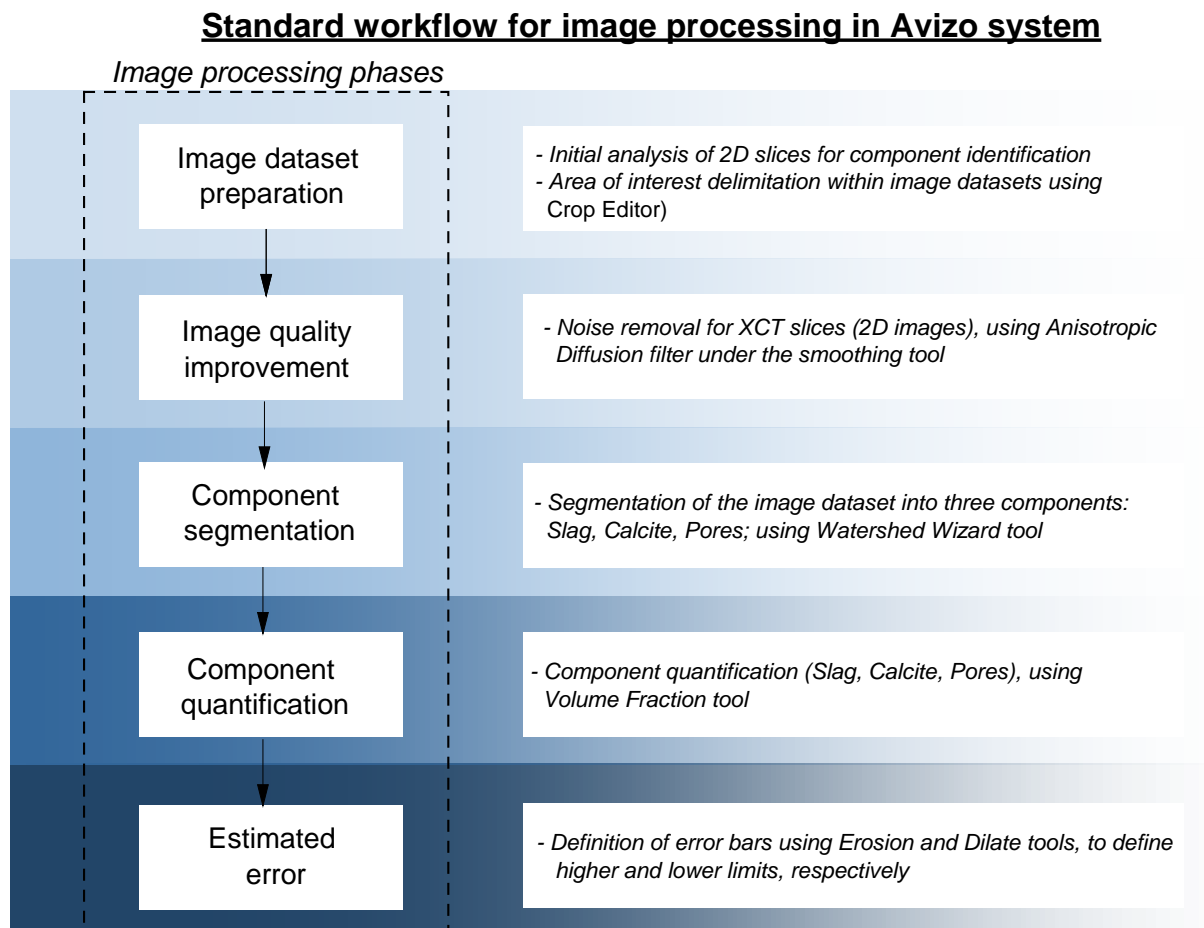 Standard workflow for image processing in Avizo system
Image processing phases
Image dataset
preparation
- Initial analysis of 2D slices for component identification
- Area of interest delimitation within image datasets using
Crop Editor)
Image quality
improvement
- Noise removal for XCT slices (2D images), using Anisotropic
Diffusion filter under the smoothing tool
Component
segmentation
- Segmentation of the image dataset into three components:
Slag, Calcite, Pores; using Watershed Wizard tool
Component
quantification
- Component quantification (Slag, Calcite, Pores), using
Volume Fraction tool
Estimated
error
- Definition of error bars using Erosion and Dilate tools, to define
higher and lower limits, respectively